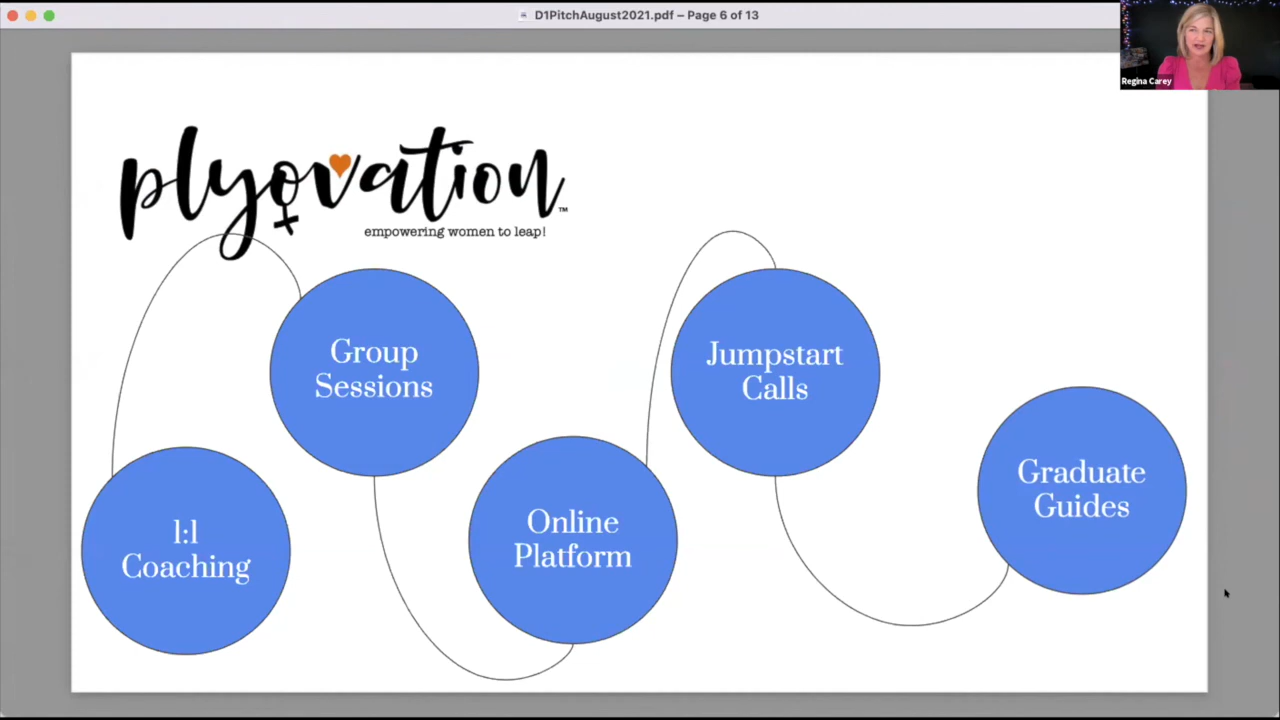 D1PitchAugust2021.pdf – Page 6 of 13
Regina Carey
plyovation™
empowering women to leap!
Group
Sessions
Jumpstart
Calls
Graduate
Guides
1:1
Coaching
Online
Platform